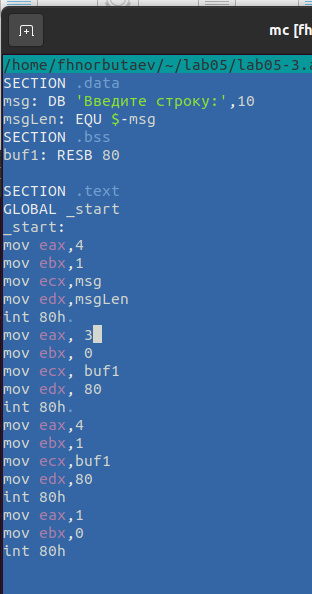 mc [fh
/home/fhnorbutaev/~/lab05/lab05-3.a
SECTION .data
msg: DB 'Введите строку:',10
msgLen: EQU $-msg
SECTION .bss
buf1: RESB 80
SECTION .text
GLOBAL _start
_start:
mov eax,4
mov ebx,1
mov ecx,msg
mov edx,msgLen
int 80h.
mov eax, 3
mov ebx, 0
mov ecx, buf1
mov edx, 80
int 80h.
mov eax,4
mov ebx,1
mov ecx,buf1
mov edx,80
int 80h
mov eax,1
mov ebx,0
int 80h